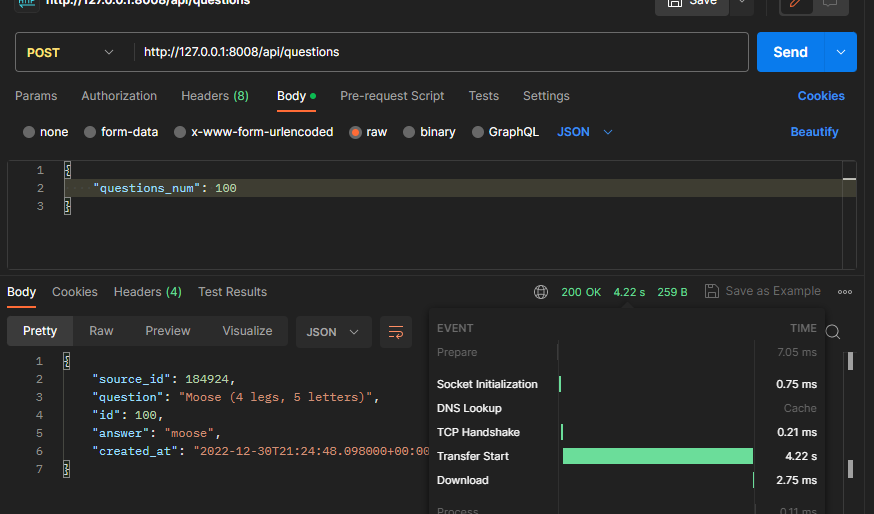 HTTP http://127.0.0.1:8008/api/questions Save
POST http://127.0.0.1:8008/api/questions Send
Params Authorization Headers (8) Body Pre-request Script Tests Settings Cookies
none form-data x-www-form-urlencoded raw binary GraphQL JSON Beautify
1 {
2 "questions_num": 100
3 }
Body Cookies Headers (4) Test Results 200 OK 4.22 s 259 B Save as Example
Pretty Raw Preview Visualize JSON
1 {
2 "source_id": 184924,
3 "question": "Moose (4 legs, 5 letters)",
4 "id": 100,
5 "answer": "moose",
6 "created_at": "2022-12-30T21:24:48.098000+00:00
7 }
EVENT TIME
Prepare 7.05 ms
Socket Initialization 0.75 ms
DNS Lookup Cache
TCP Handshake 0.21 ms
Transfer Start 4.22 s
Download 2.75 ms
Process 0.11 ms